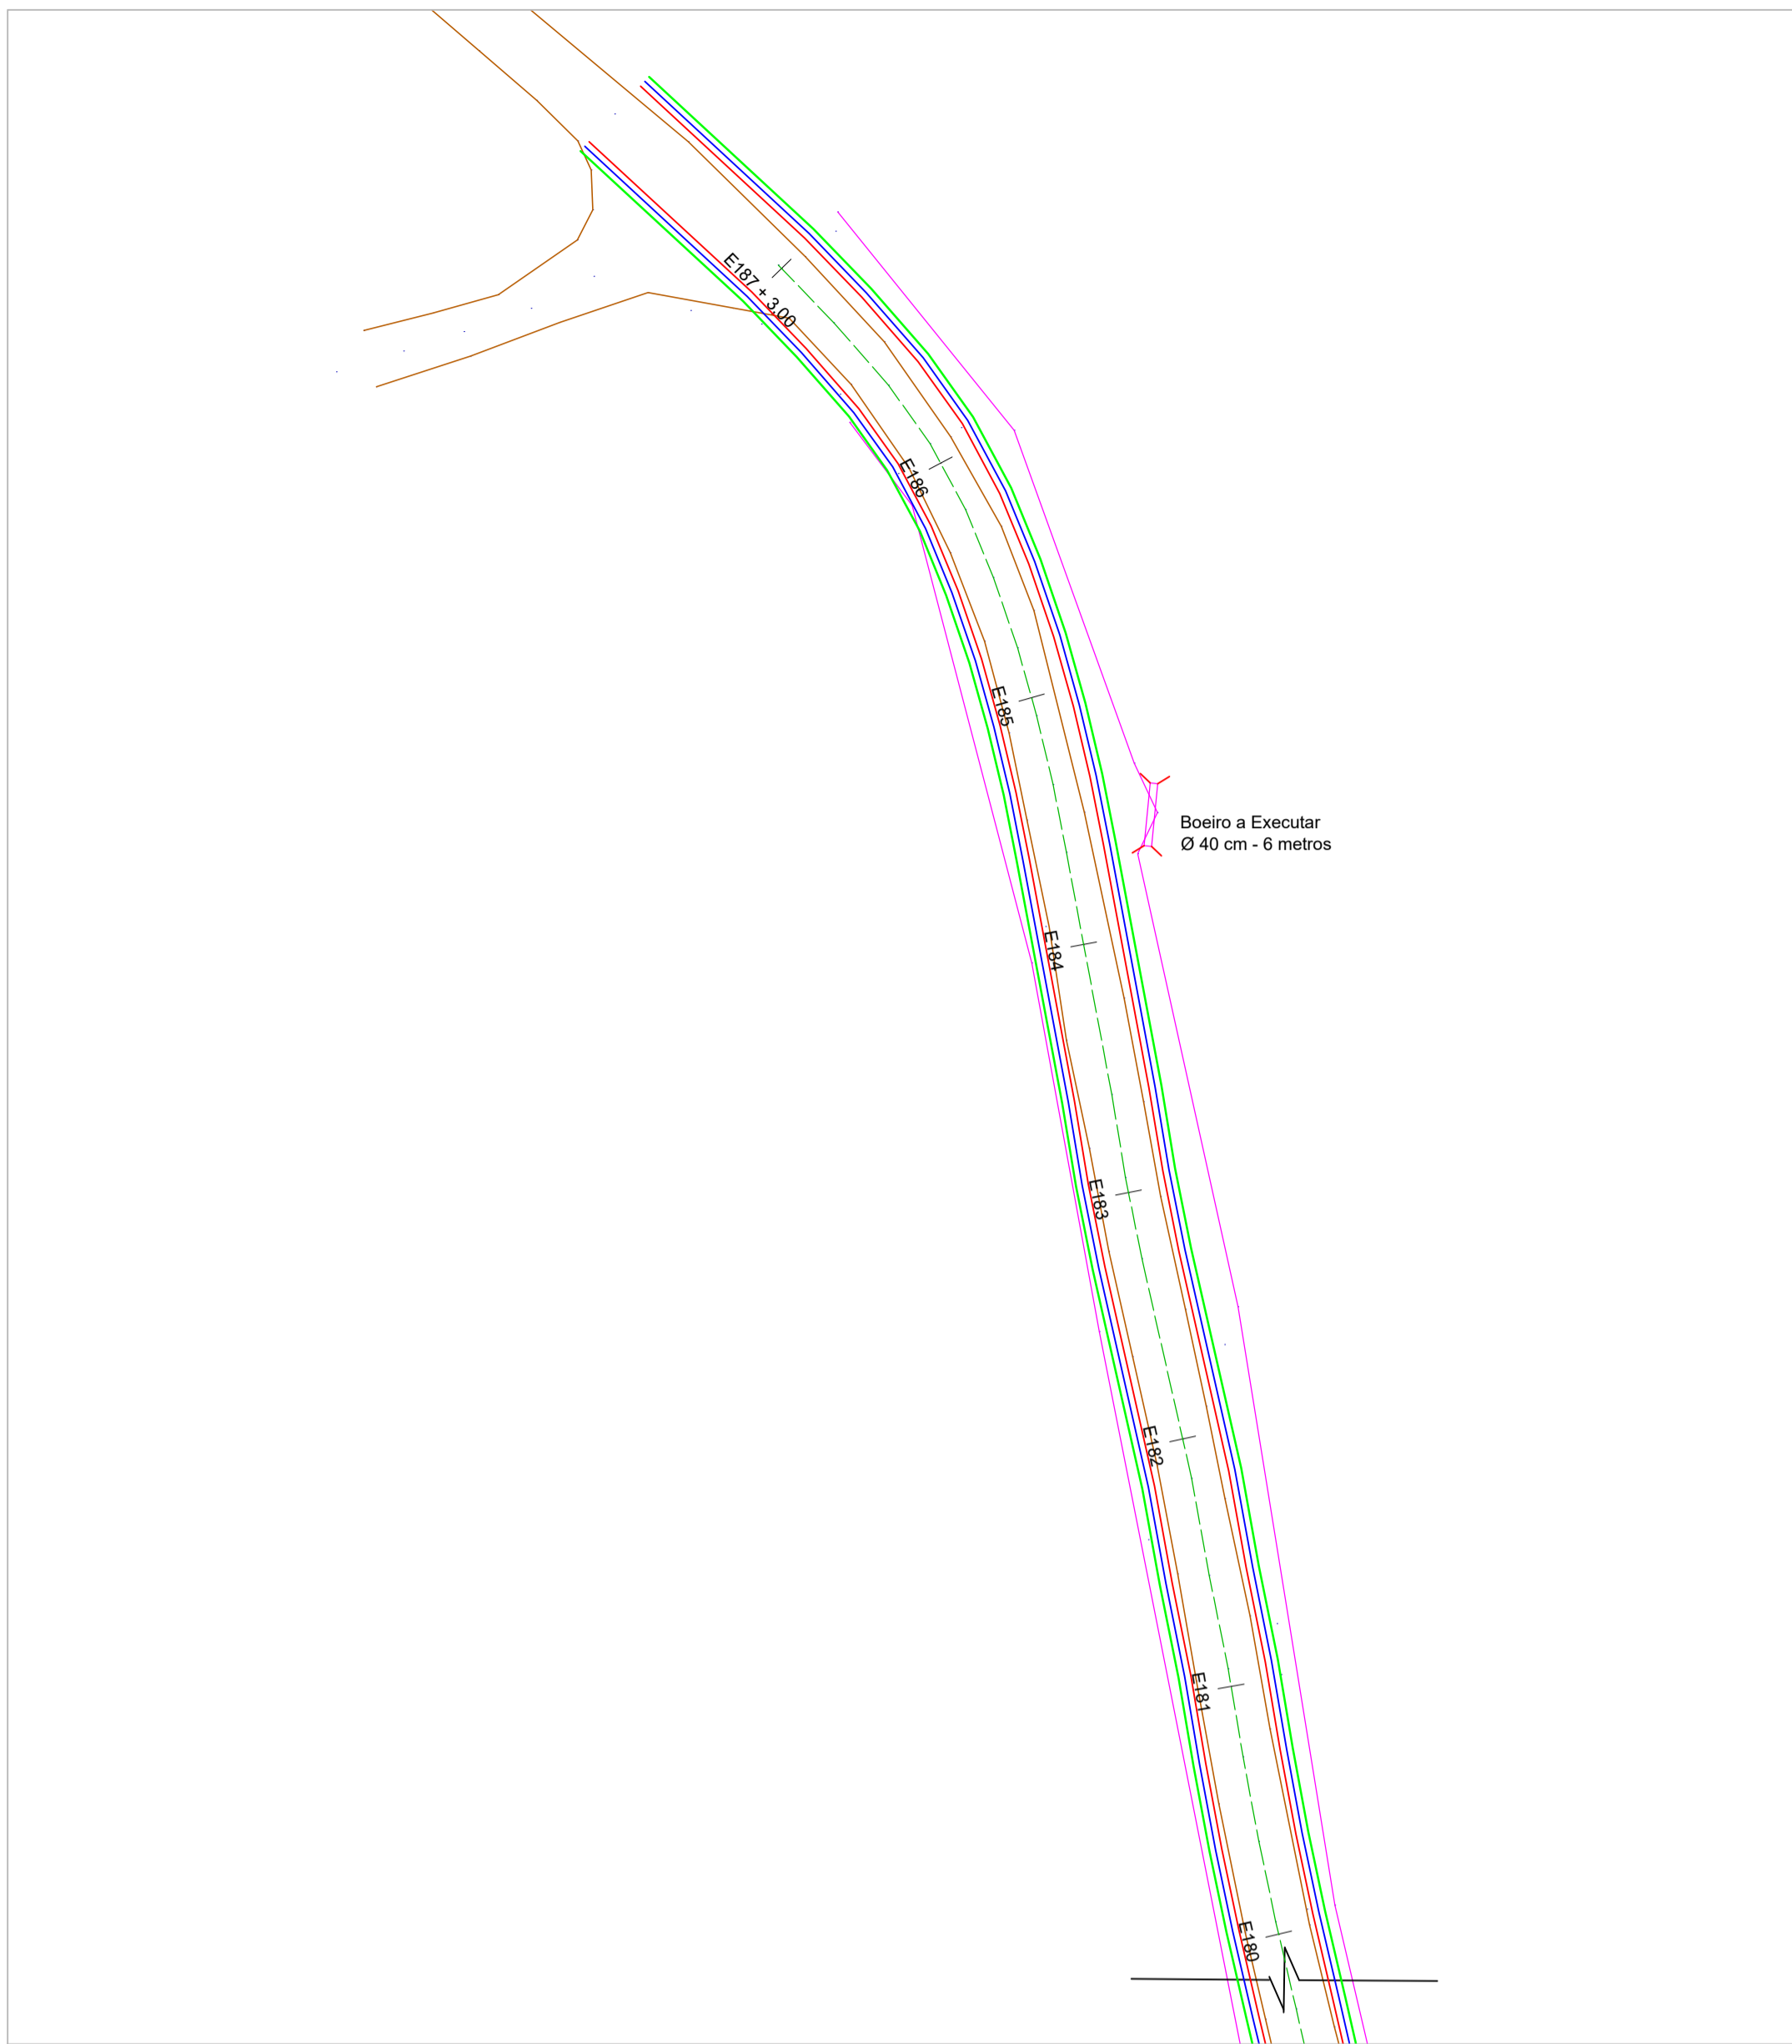 E187 + 3.00
E186
E185
Boeiro a Executar
Ø 40 cm - 6 metros
E184
E183
E182
E181
E180